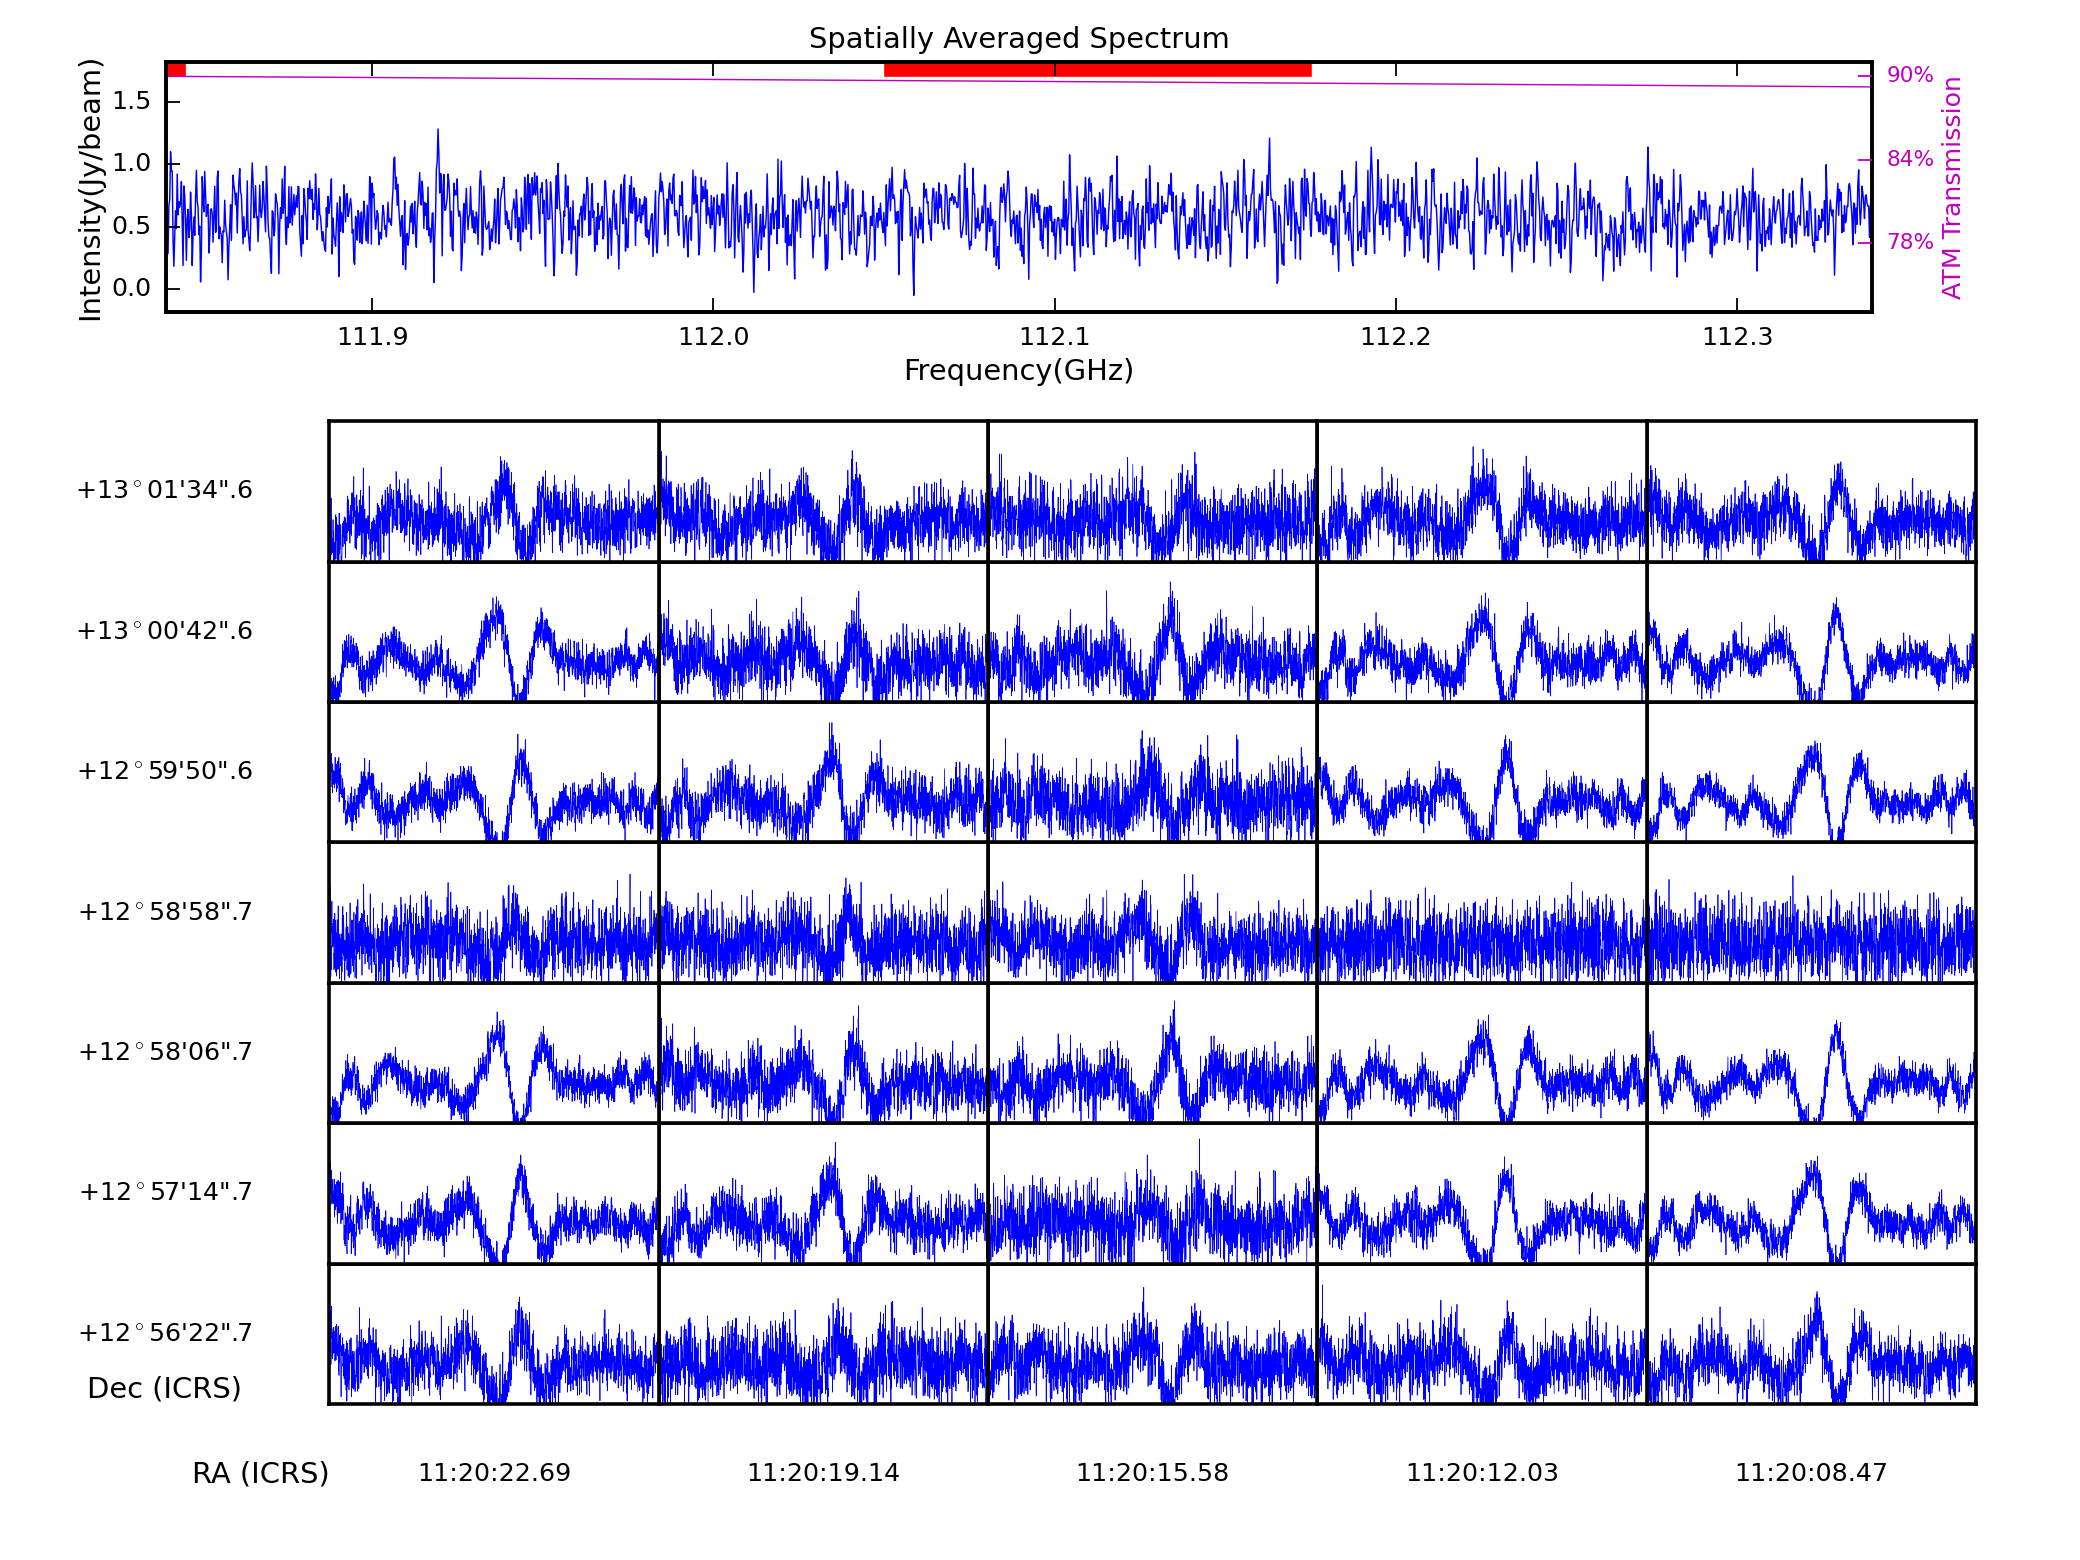 Spatially Averaged Spectrum
Intensity(Jy/beam)
1.5
1.0
0.5
0.0
90%
84%
78%
ATM Transmission
111.9 112.0 112.1 112.2 112.3
Frequency(GHz)
+13°01'34".6
+13°00'42".6
+12°59'50".6
+12°58'58".7
+12°58'06".7
+12°57'14".7
+12°56'22".7
Dec (ICRS)
RA (ICRS) 11:20:22.69 11:20:19.14 11:20:15.58 11:20:12.03 11:20:08.47